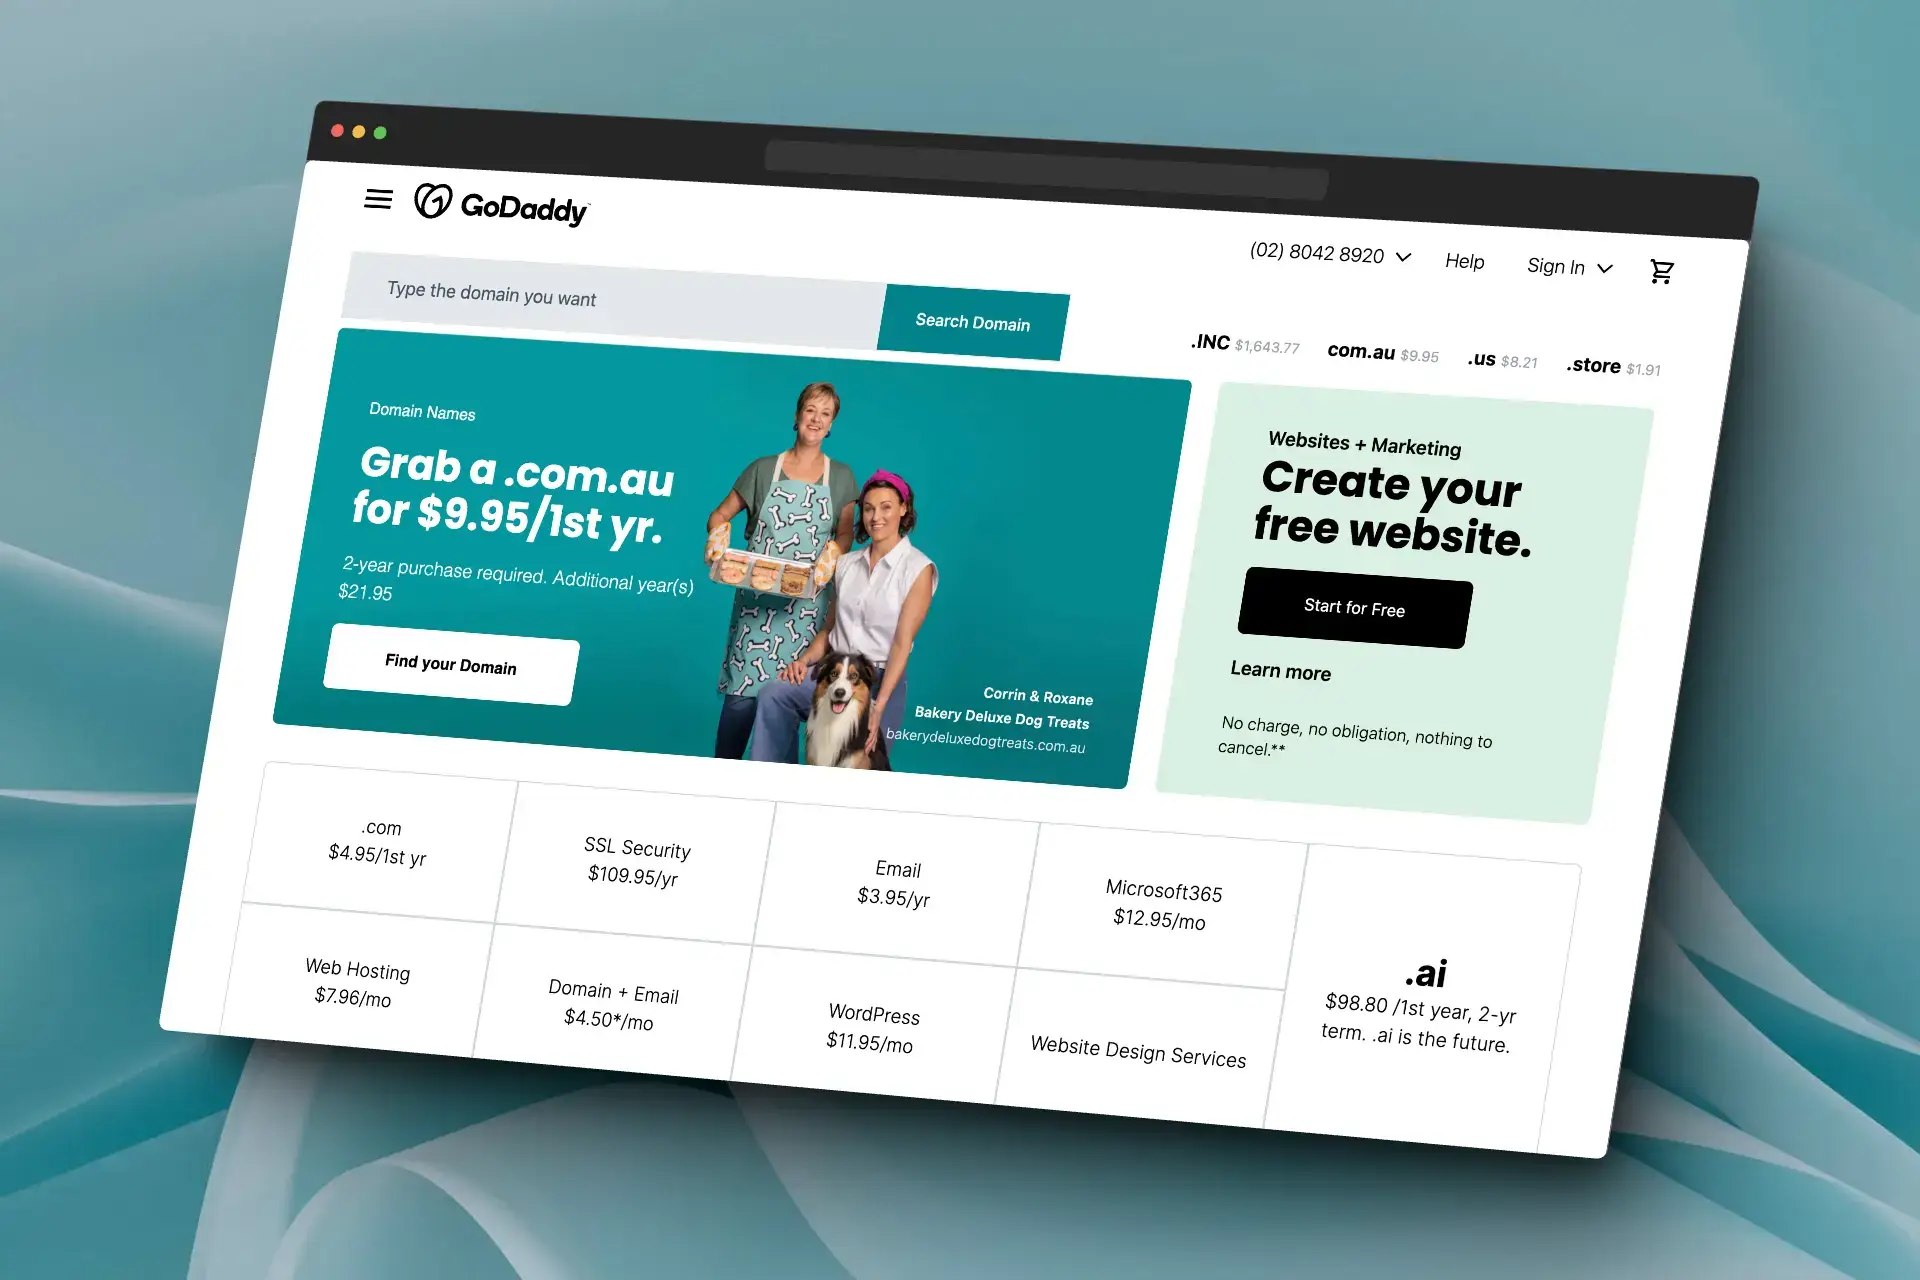 GoDaddy
(02) 8042 8920
Help
Sign In
Type the domain you want
Search Domain
.INC $1,643.77
com.au $9.95
.us $8.21
.store $1.91
Domain Names
Grab a .com.au
for $9.95/1st yr.
2-year purchase required. Additional year(s)
$21.95
Find your Domain
Corrin & Roxane
Bakery Deluxe Dog Treats
bakerydeluxedogtreats.com.au
Websites + Marketing
Create your
free website.
Start for Free
Learn more
No charge, no obligation, nothing to
cancel.**
.com
$4.95/1st yr
SSL Security
$109.95/yr
Email
$3.95/yr
Microsoft365
$12.95/mo
Web Hosting
$7.96/mo
Domain + Email
$4.50*/mo
WordPress
$11.95/mo
Website Design Services
.ai
$98.80 /1st year, 2-yr
term. .ai is the future.